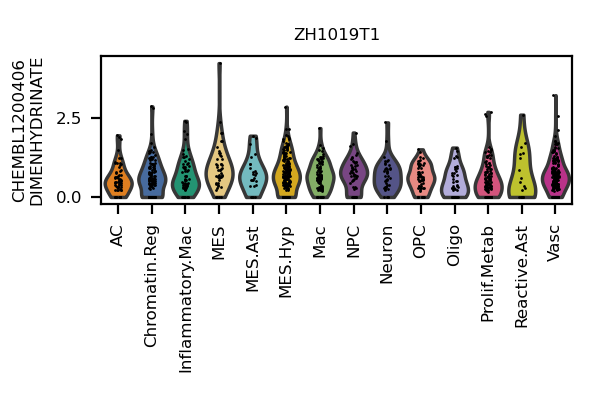 ZH1019T1
CHEMBL1200406
DIMENHYDRINATE
2.5
0.0
AC
Chromatin.Reg
Inflammatory.Mac
MES
MES.Ast
MES.Hyp
Mac
NPC
Neuron
OPC
Oligo
Prolif.Metab
Reactive.Ast
Vasc